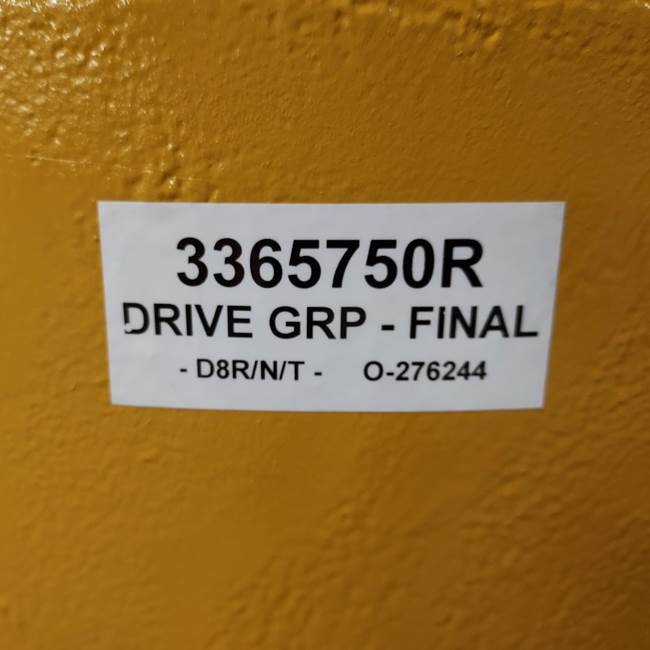 3365750R
DRIVE GRP - FINAL
- D8R/N/T - O-276244